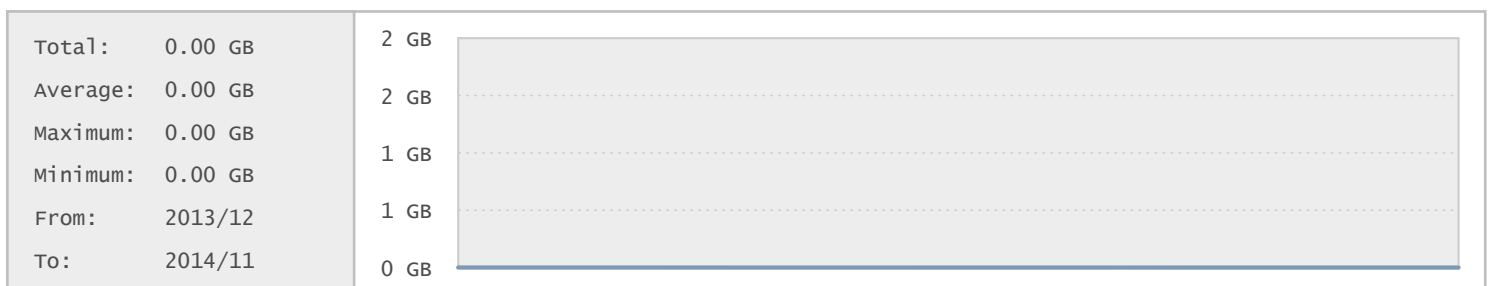 Total: 0.00 GB
Average: 0.00 GB
Maximum: 0.00 GB
Minimum: 0.00 GB
From: 2013/12
To: 2014/11
2 GB
2 GB
1 GB
1 GB
0 GB